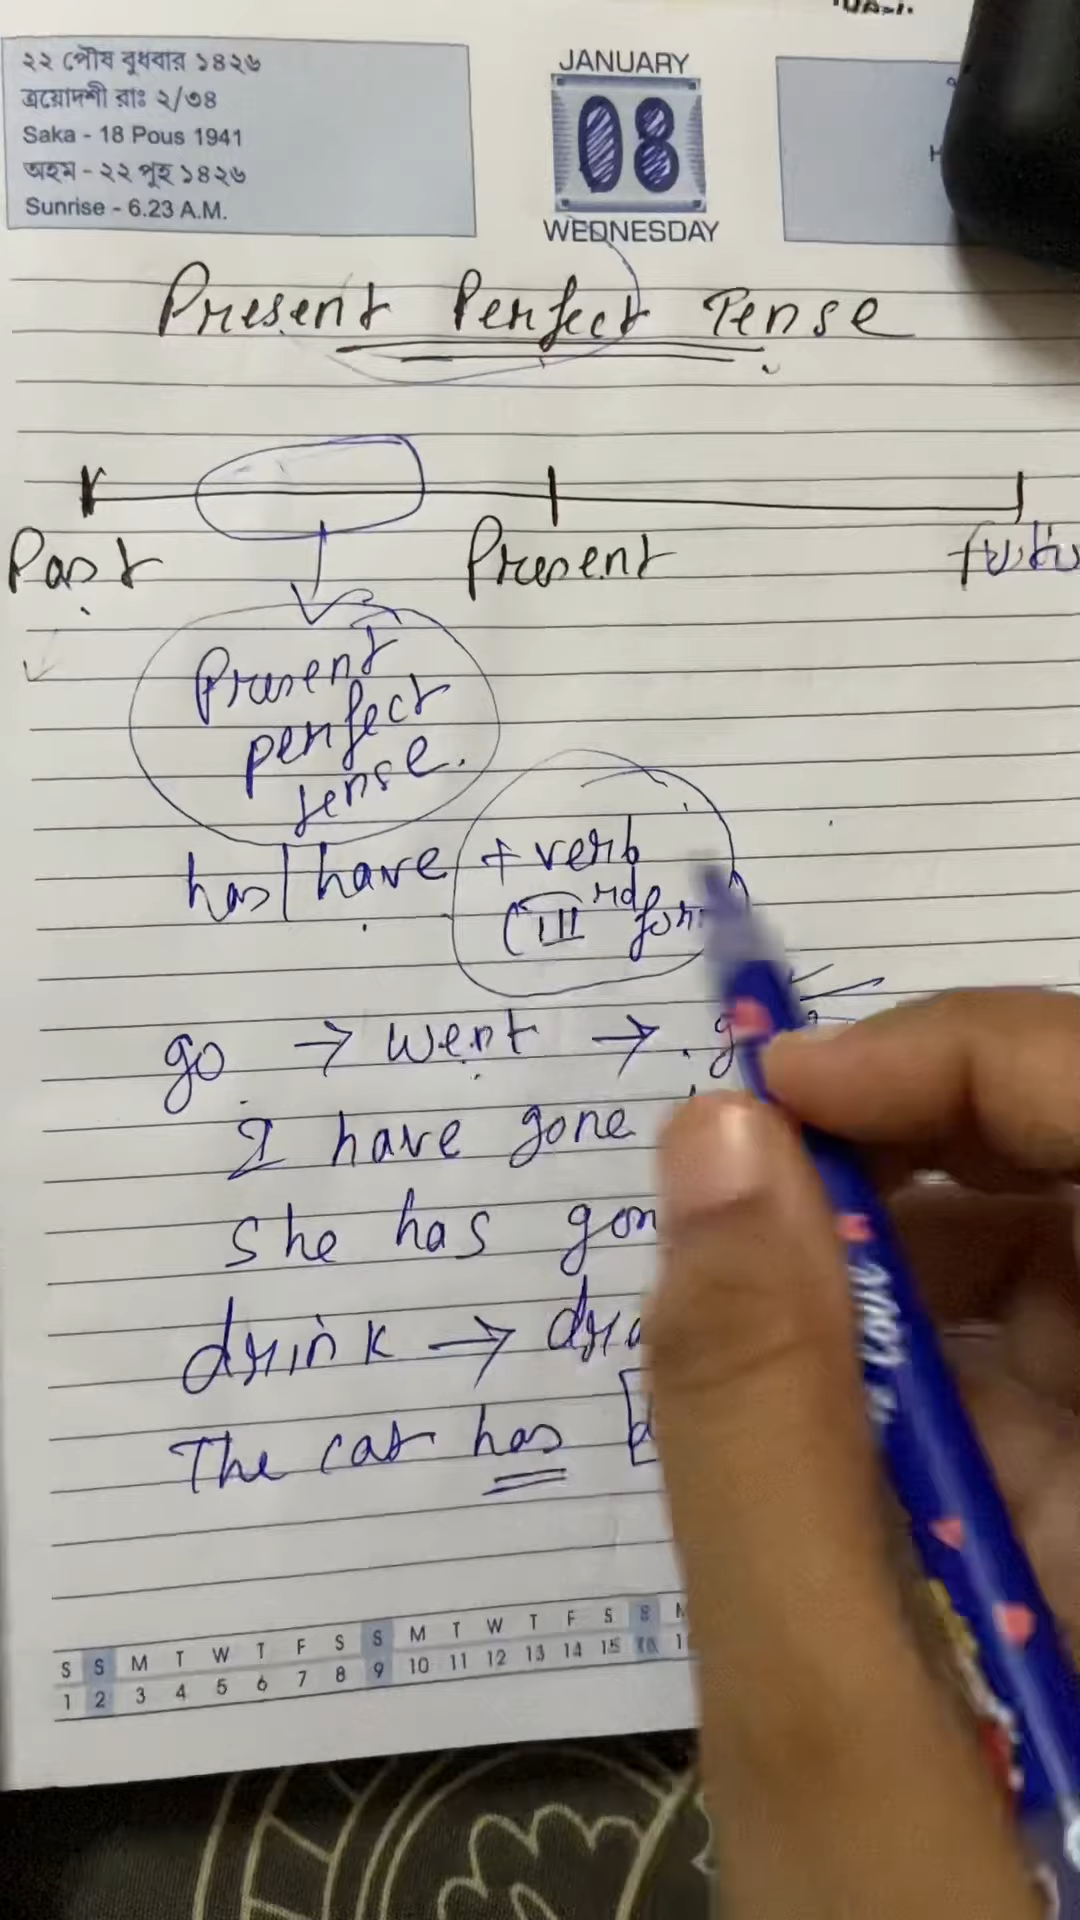 ২২ পৌষ বুধবার ১৪২৬
ত্রয়োদশী রাঃ ২/৩৪
Saka - 18 Pous 1941
অহম - ২২ পুহ ১৪২৬
Sunrise - 6.23 A.M.
JANUARY
08
WEDNESDAY
Present Perfect Tense
Past Present
Present
perfect
tense.
has/have + verb
(III rd form
go → went →
I have gone
She has
drink →
The cat has
S S M T W T F S S M T W T F S S M
1 2 3 4 5 6 7 8 9 10 11 12 13 14 15 16